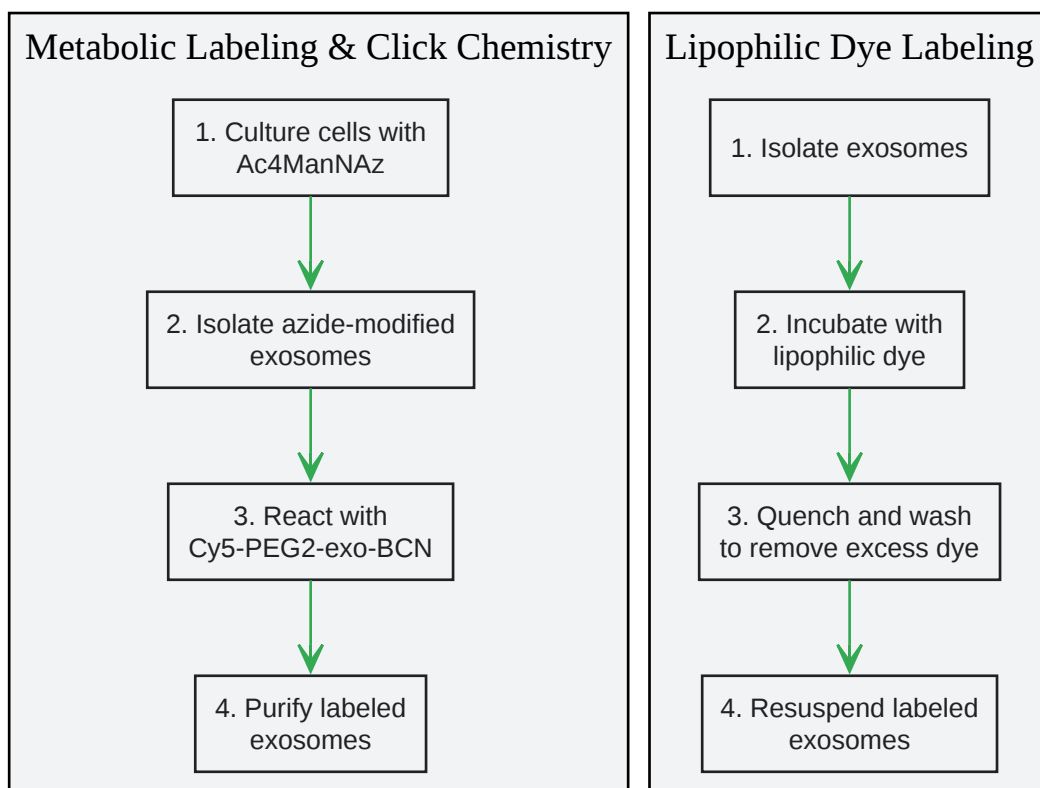 Metabolic Labeling & Click Chemistry
1. Culture cells with
Ac4ManNAz
2. Isolate azide-modified
exosomes
3. React with
Cy5-PEG2-exo-BCN
4. Purify labeled
exosomes
Lipophilic Dye Labeling
1. Isolate exosomes
2. Incubate with
lipophilic dye
3. Quench and wash
to remove excess dye
4. Resuspend labeled
exosomes